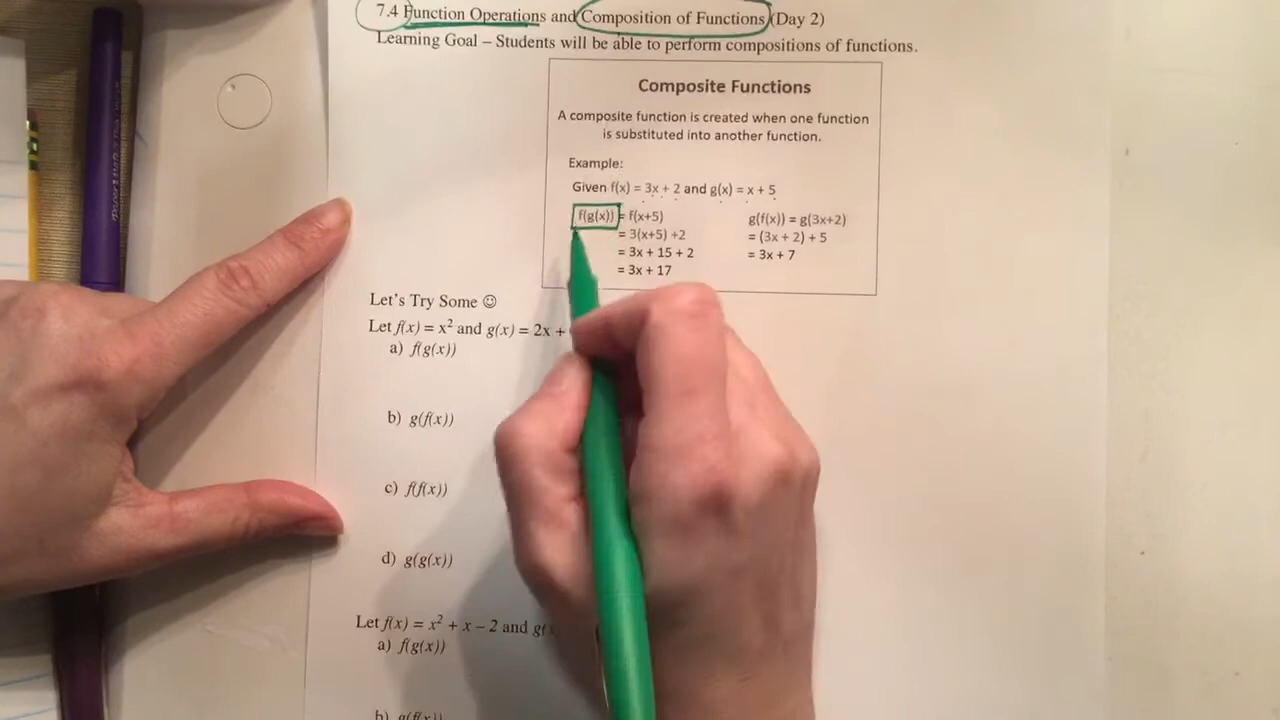 7.4 Function Operations and Composition of Functions (Day 2)
Learning Goal – Students will be able to perform compositions of functions.
Composite Functions
A composite function is created when one function
is substituted into another function.
Example:
Given f(x) = 3x + 2 and g(x) = x + 5
f(g(x)) = f(x+5)
= 3(x+5) +2
= 3x + 15 + 2
= 3x + 17
g(f(x)) = g(3x+2)
= (3x + 2) + 5
= 3x + 7
Let's Try Some ☺
Let f(x) = x² and g(x) = 2x +
a) f(g(x))
b) g(f(x))
c) f(f(x))
d) g(g(x))
Let f(x) = x² + x – 2 and g(x
a) f(g(x))
b) g(f(x))